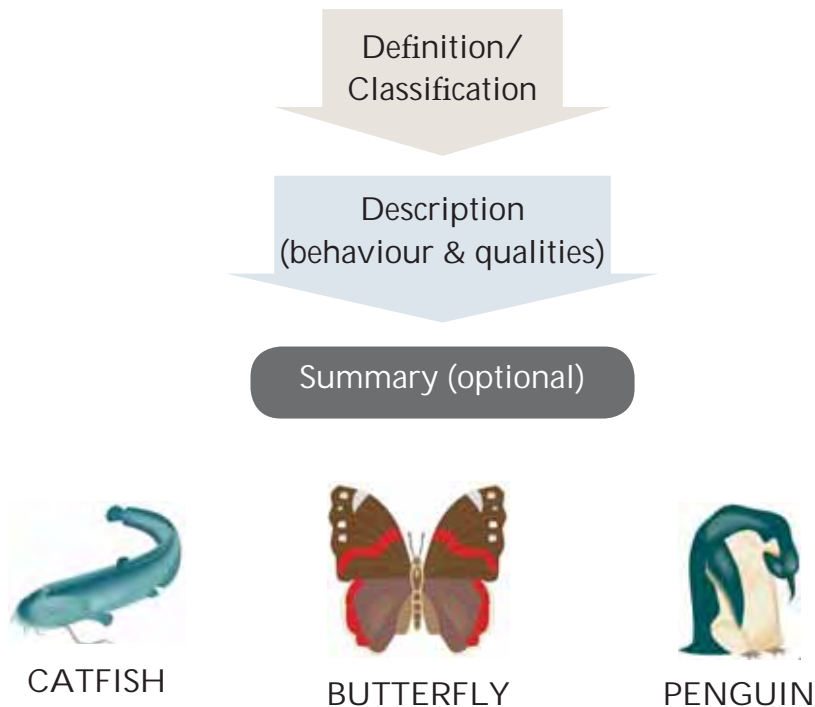 Definition/
Classification
Description
(behaviour & qualities)
Summary (optional)
CATFISH
BUTTERFLY
PENGUIN